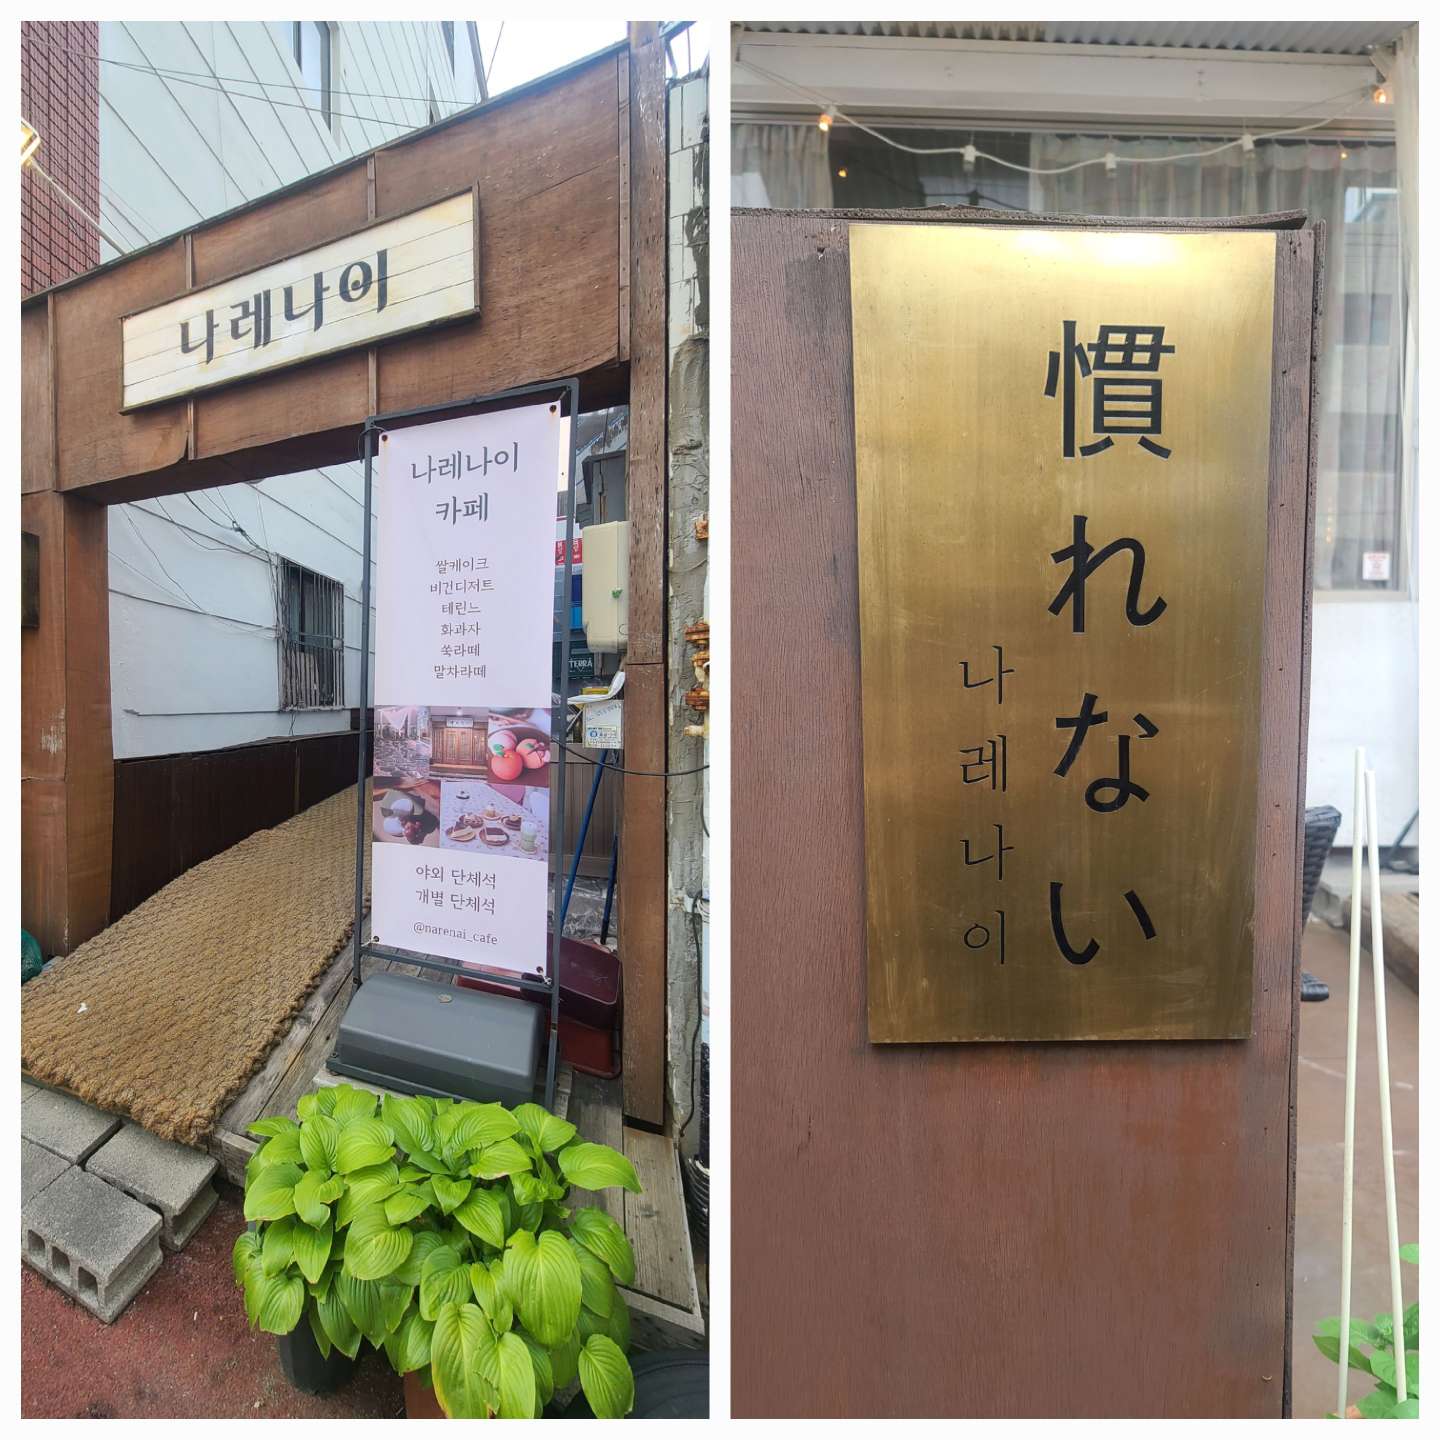 나레나이
나레나이
카페
쌀케이크
비건디저트
테린느
화과자
쑥라떼
말차라떼
야외 단체석
개별 단체석
@narenai_cafe
TERRA
慣れない
나레나이